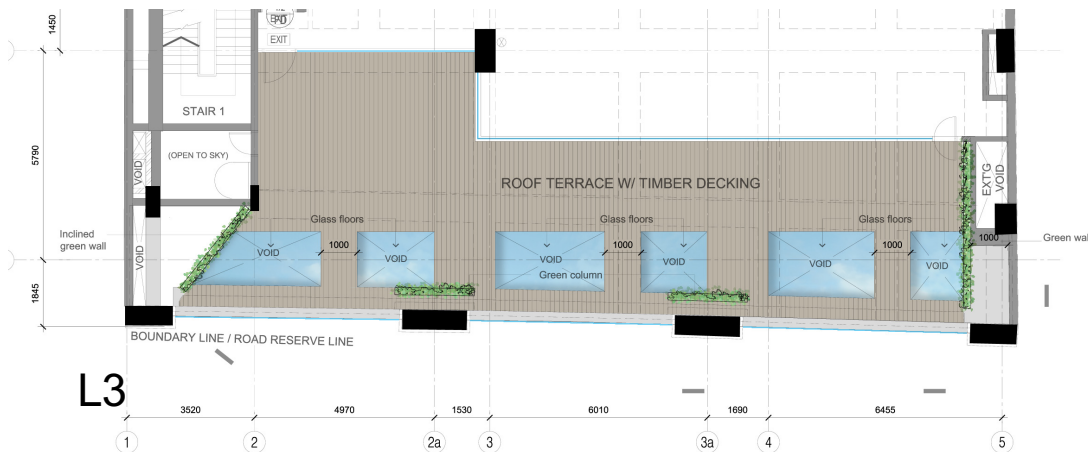 1450
EXIT
STAIR 1
(OPEN TO SKY)
VOID
5790
ROOF TERRACE W/ TIMBER DECKING
EXT'G
VOID
Inclined
green wall
Glass floors
Glass floors
Glass floors
Green wall
VOID
VOID
1000
VOID
VOID
1000
VOID
VOID
1000
VOID
1000
Green column
1845
BOUNDARY LINE / ROAD RESERVE LINE
L3
3520
4970
1530
6010
1690
6455
1
2
2a
3
3a
4
5